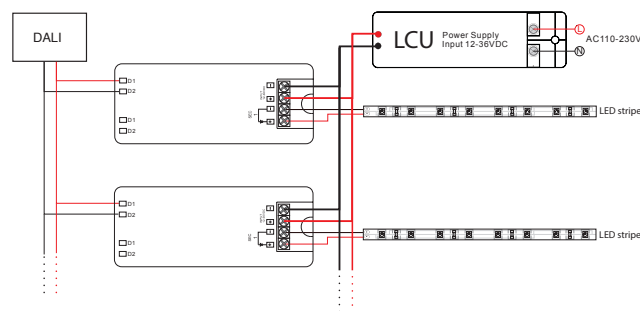 DALI
LCU
Power Supply
Input 12-36VDC
L
AC110-230V
N
D1
D2
D1
D2
LED stripe
D1
D2
D1
D2
LED stripe